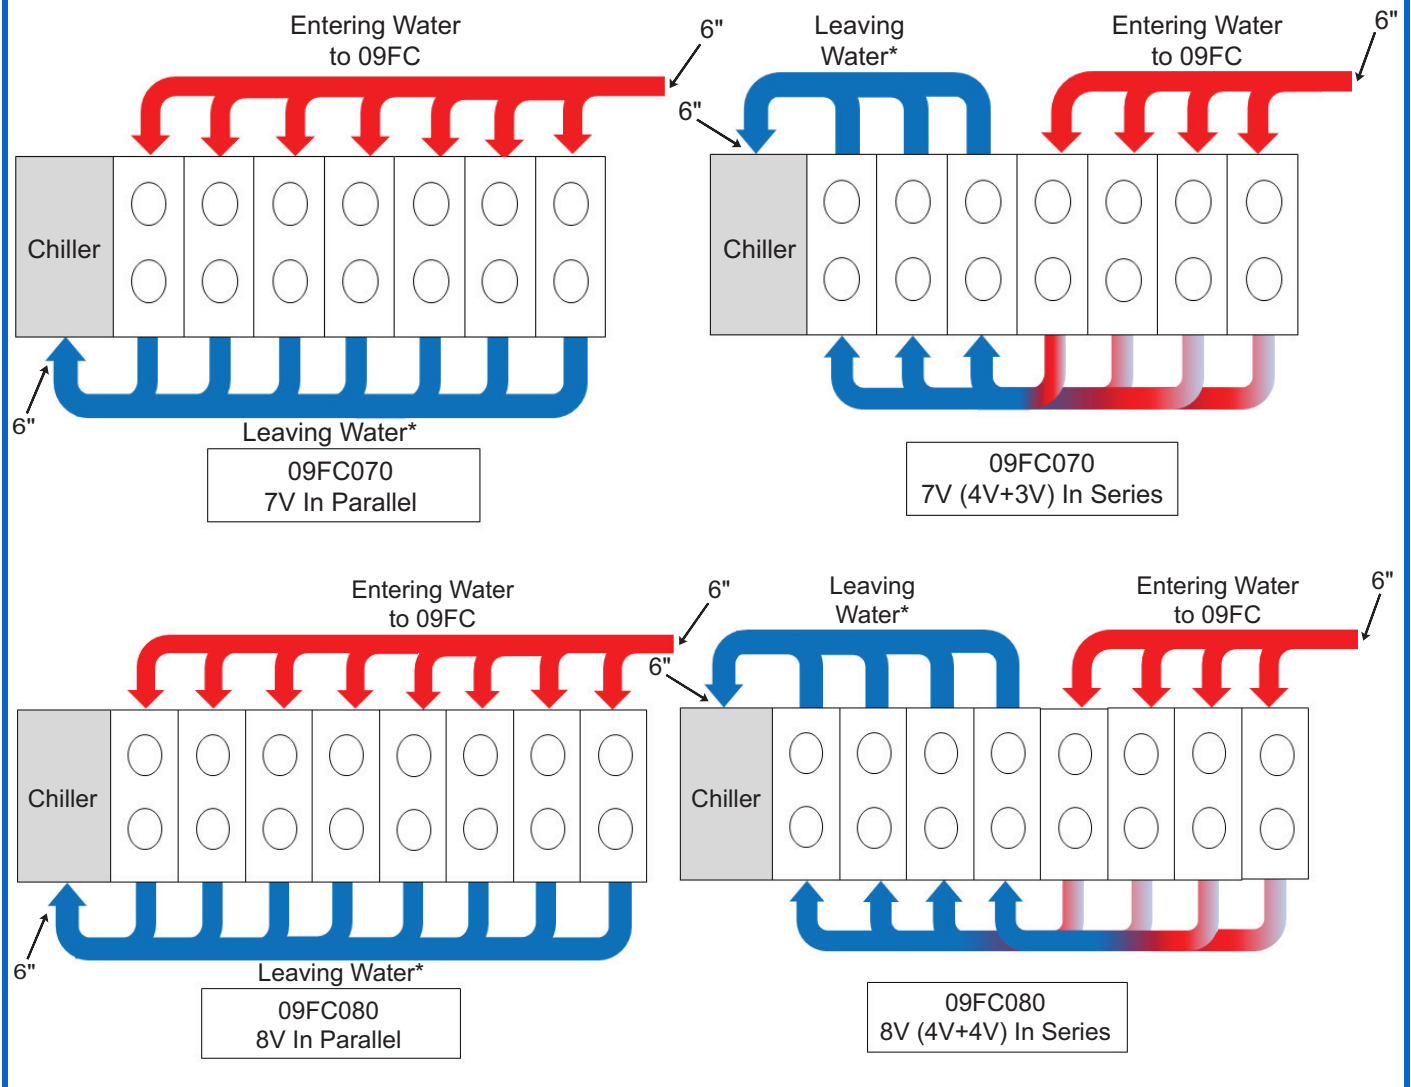 Entering Water
to 09FC
6"
Chiller
6"
Leaving Water*
09FC070
7V In Parallel
Leaving
Water*
Entering Water
to 09FC
6"
6"
Chiller
09FC070
7V (4V+3V) In Series
Entering Water
to 09FC
6"
Chiller
6"
Leaving Water*
09FC080
8V In Parallel
Leaving
Water*
Entering Water
to 09FC
6"
6"
Chiller
09FC080
8V (4V+4V) In Series